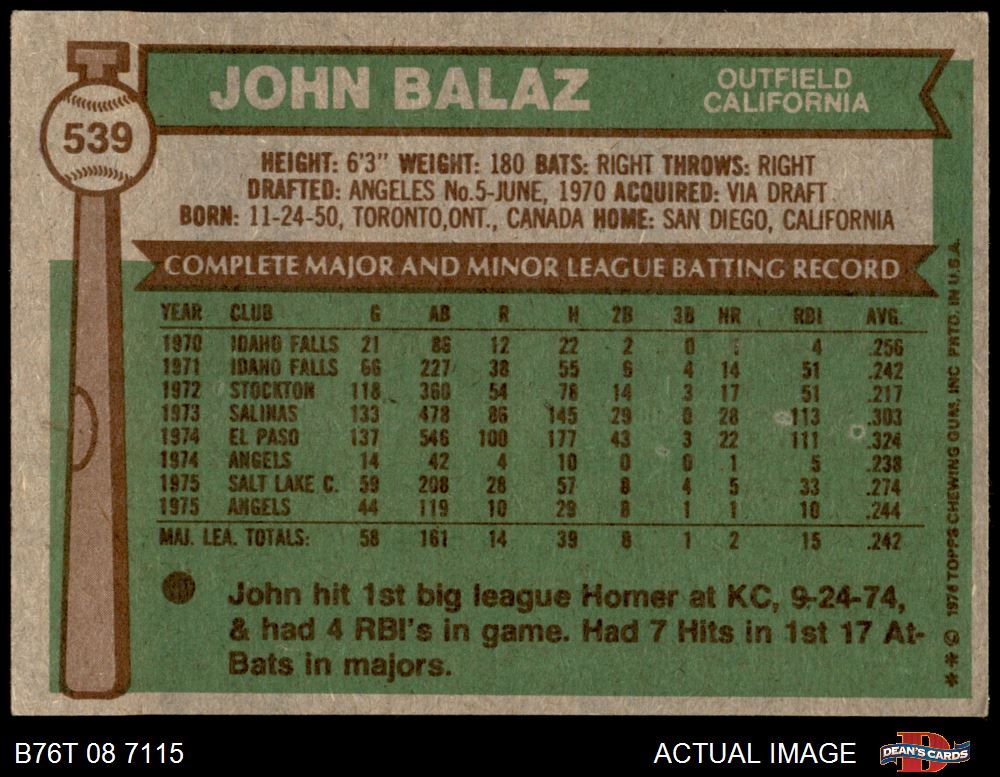 JOHN BALAZ
OUTFIELD
CALIFORNIA
539
HEIGHT: 6'3" WEIGHT: 180 BATS: RIGHT THROWS: RIGHT
DRAFTED: ANGELES No.5-JUNE, 1970 ACQUIRED: VIA DRAFT
BORN: 11-24-50, TORONTO,ONT., CANADA HOME: SAN DIEGO, CALIFORNIA
COMPLETE MAJOR AND MINOR LEAGUE BATTING RECORD
YEAR CLUB G AB R H 2B 3B HR RBI AVG.
1970 IDAHO FALLS 21 86 12 22 2 0 1 4 .256
1971 IDAHO FALLS 66 227 38 55 6 4 14 51 .242
1972 STOCKTON 118 360 54 78 14 3 17 51 .217
1973 SALINAS 133 478 86 145 29 0 28 113 .303
1974 EL PASO 137 546 100 177 43 3 22 111 .324
1974 ANGELS 14 42 4 10 0 0 1 5 .238
1975 SALT LAKE C. 59 208 28 57 8 4 5 33 .274
1975 ANGELS 44 119 10 29 8 1 1 10 .244
MAJ. LEA. TOTALS: 58 161 14 39 8 1 2 15 .242
John hit 1st big league Homer at KC, 9-24-74,
& had 4 RBI's in game. Had 7 Hits in 1st 17 At-
Bats in majors.
** © 1976 TOPPS CHEWING GUM, INC PRTD. IN U.S.A.
B76T 08 7115
ACTUAL IMAGE
DEAN'S CARDS